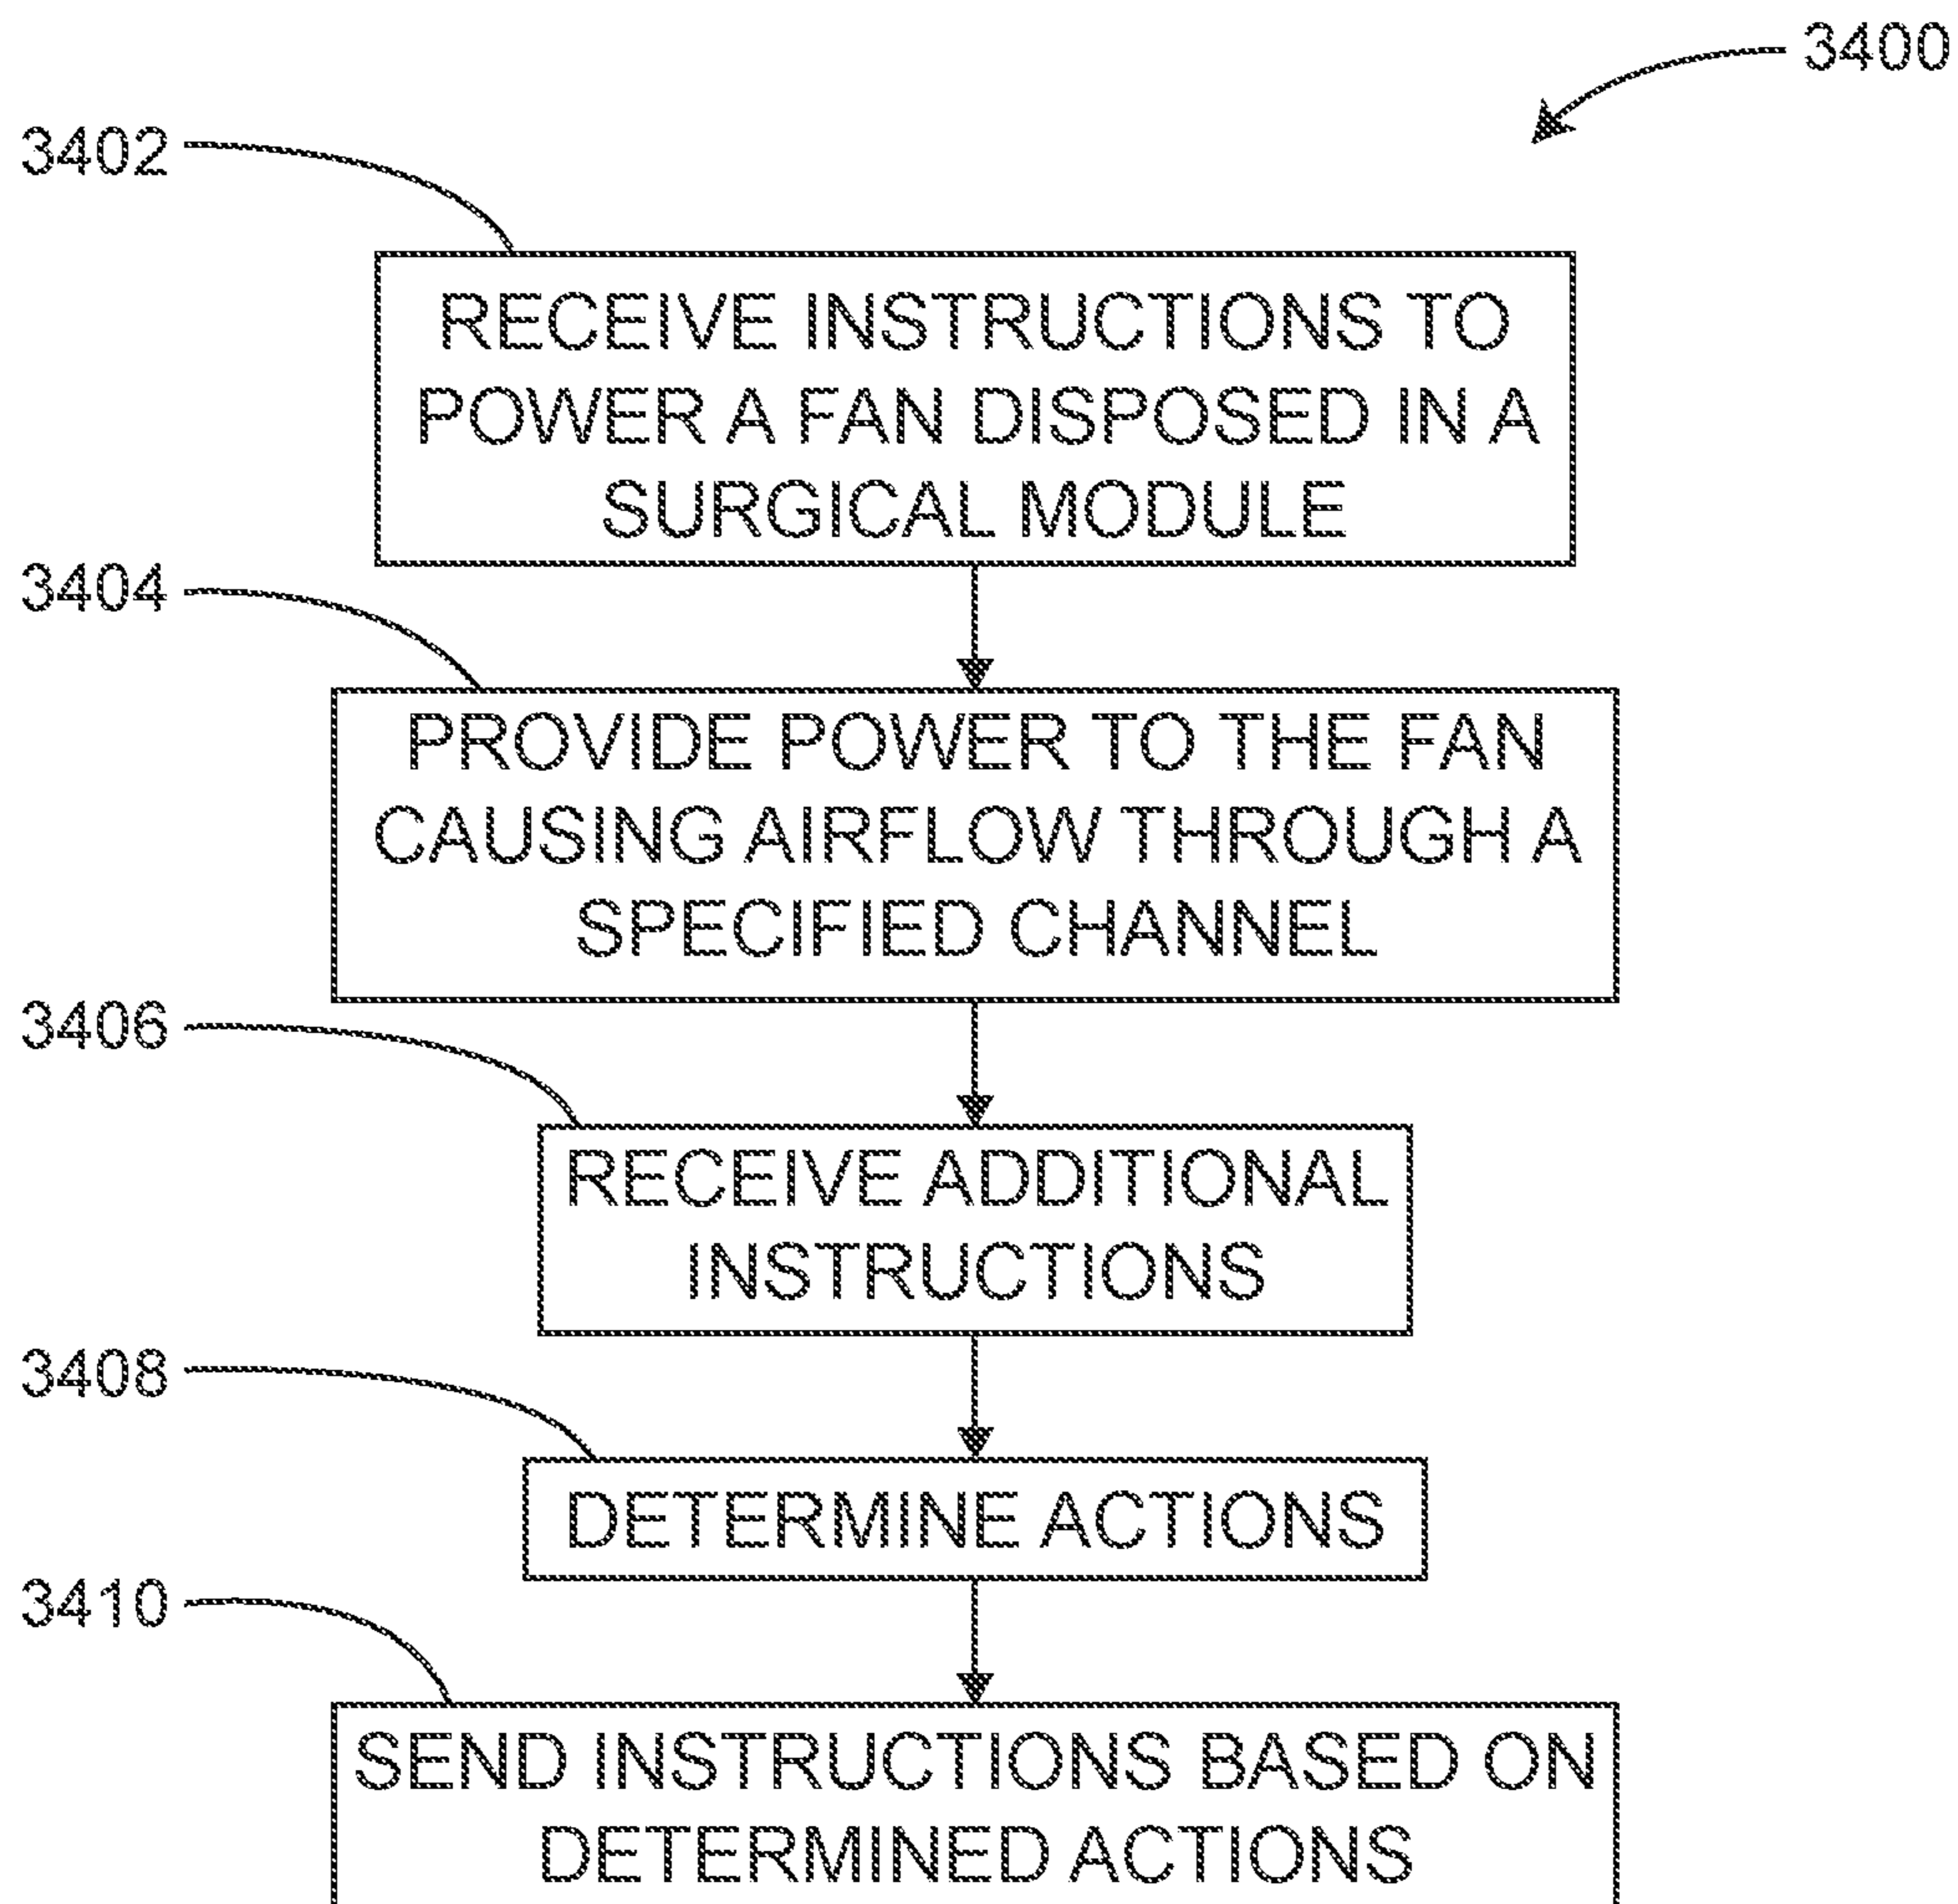 3400
3402
RECEIVE INSTRUCTIONS TO
POWER A FAN DISPOSED IN A
SURGICAL MODULE
3404
PROVIDE POWER TO THE FAN
CAUSING AIRFLOW THROUGH A
SPECIFIED CHANNEL
3406
RECEIVE ADDITIONAL
INSTRUCTIONS
3408
DETERMINE ACTIONS
3410
SEND INSTRUCTIONS BASED ON
DETERMINED ACTIONS